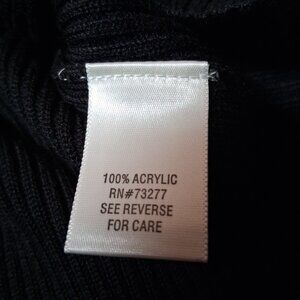 100% ACRYLIC
RN#73277
SEE REVERSE
FOR CARE